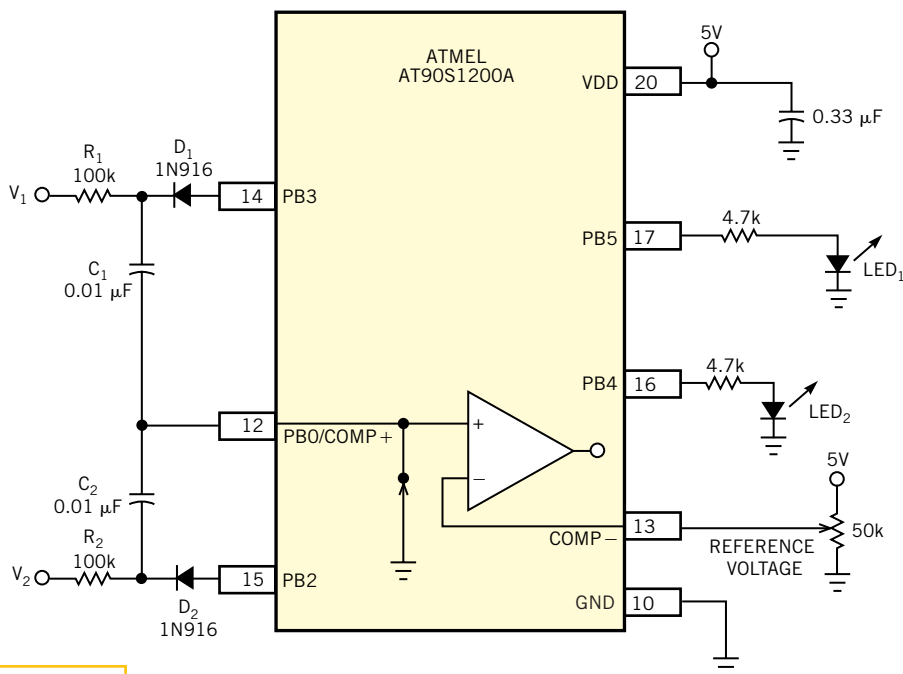 ATMEL
AT90S1200A
5V
VDD 20
0.33 µF
R1
100k
D1
1N916
V1
14 PB3
PB5 17
4.7k
LED1
C1
0.01 µF
PB4 16
4.7k
LED2
12 PB0/COMP+
+
−
C2
0.01 µF
5V
50k
COMP− 13
REFERENCE
VOLTAGE
R2
100k
V2
15 PB2
D2
1N916
GND 10